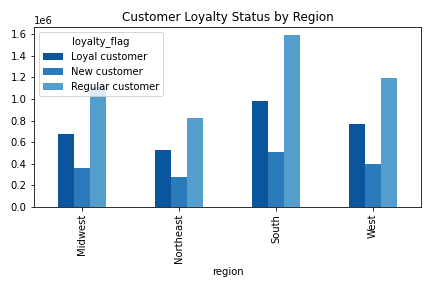 Customer Loyalty Status by Region
1e6
loyalty_flag
Loyal customer
New customer
Regular customer
1.6
1.4
1.2
1.0
0.8
0.6
0.4
0.2
0.0
Midwest
Northeast
South
West
region